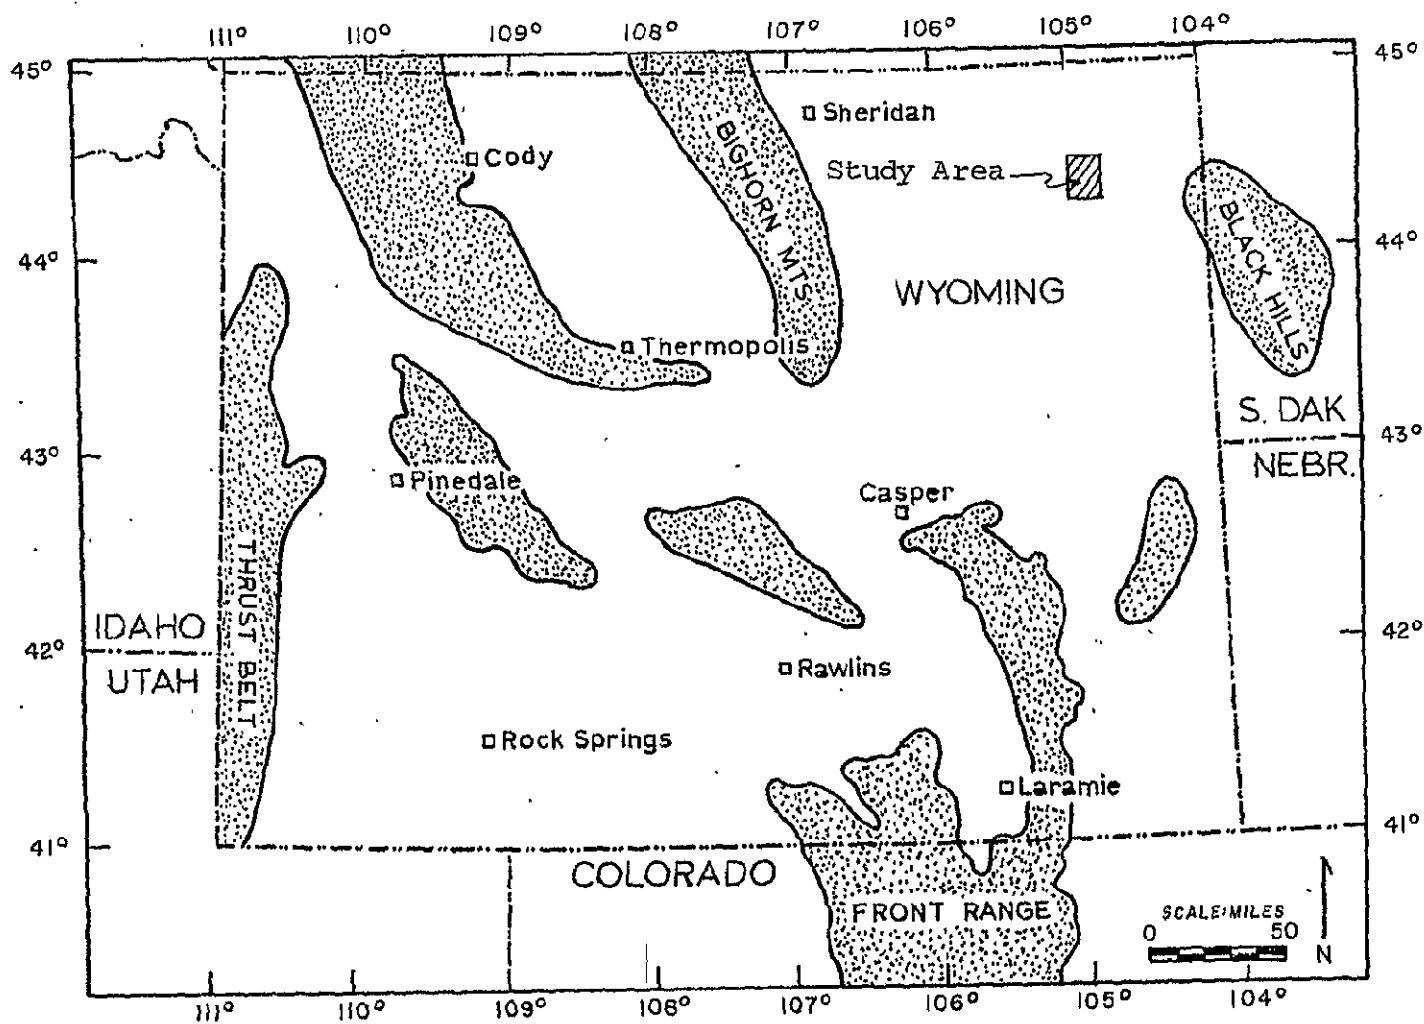 111° 110° 109° 108° 107° 106° 105° 104°
45° 45°
Sheridan
Cody
Study Area
BIGHORN MTS
BLACK HILLS
44° 44°
WYOMING
Thermopolis
S. DAK
43° 43°
NEBR.
Pinedale
Casper
THRUST BELT
IDAHO
42° 42°
UTAH
Rawlins
Rock Springs
Laramie
41° 41°
COLORADO
FRONT RANGE
SCALE:MILES
0 50
N
111° 110° 109° 108° 107° 106° 105° 104°